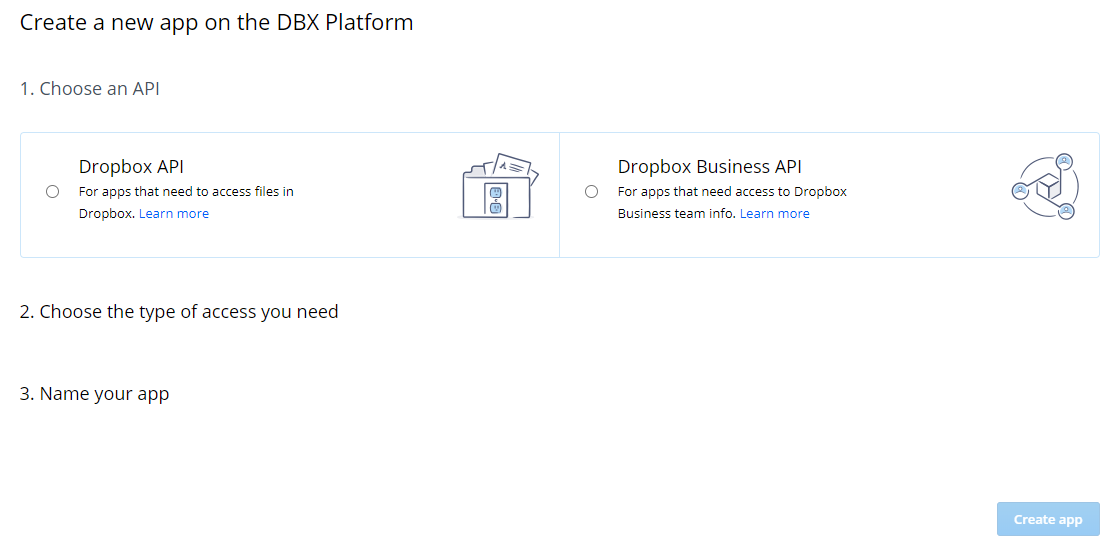 Create a new app on the DBX Platform
1. Choose an API
Dropbox API
For apps that need to access files in
Dropbox. Learn more
Dropbox Business API
For apps that need access to Dropbox
Business team info. Learn more
2. Choose the type of access you need
3. Name your app
Create app